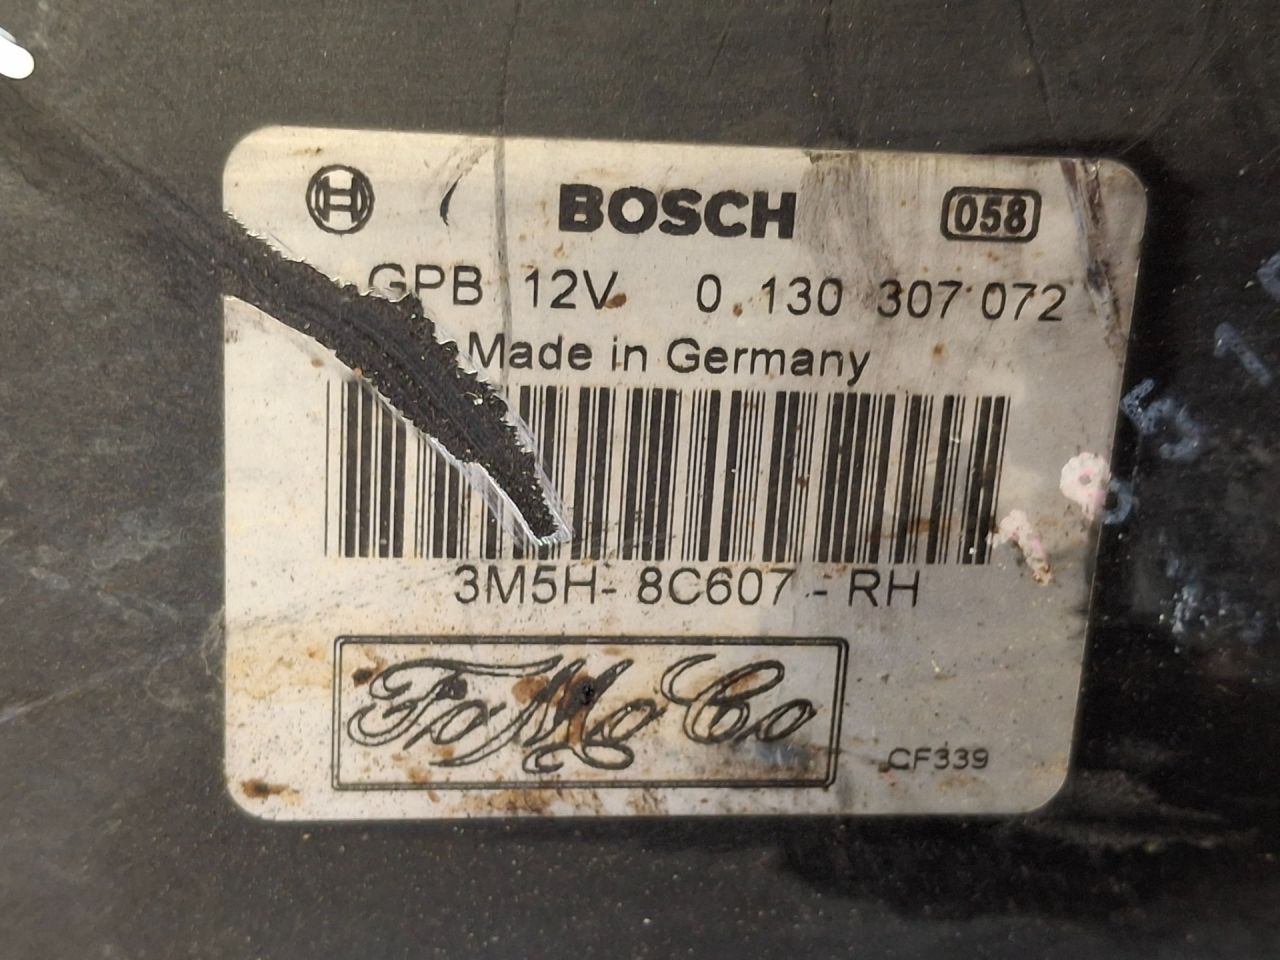 BOSCH 058
GPB 12V 0 130 307 072
Made in Germany
3M5H- 8C607 - RH
FoMoCo
CF339